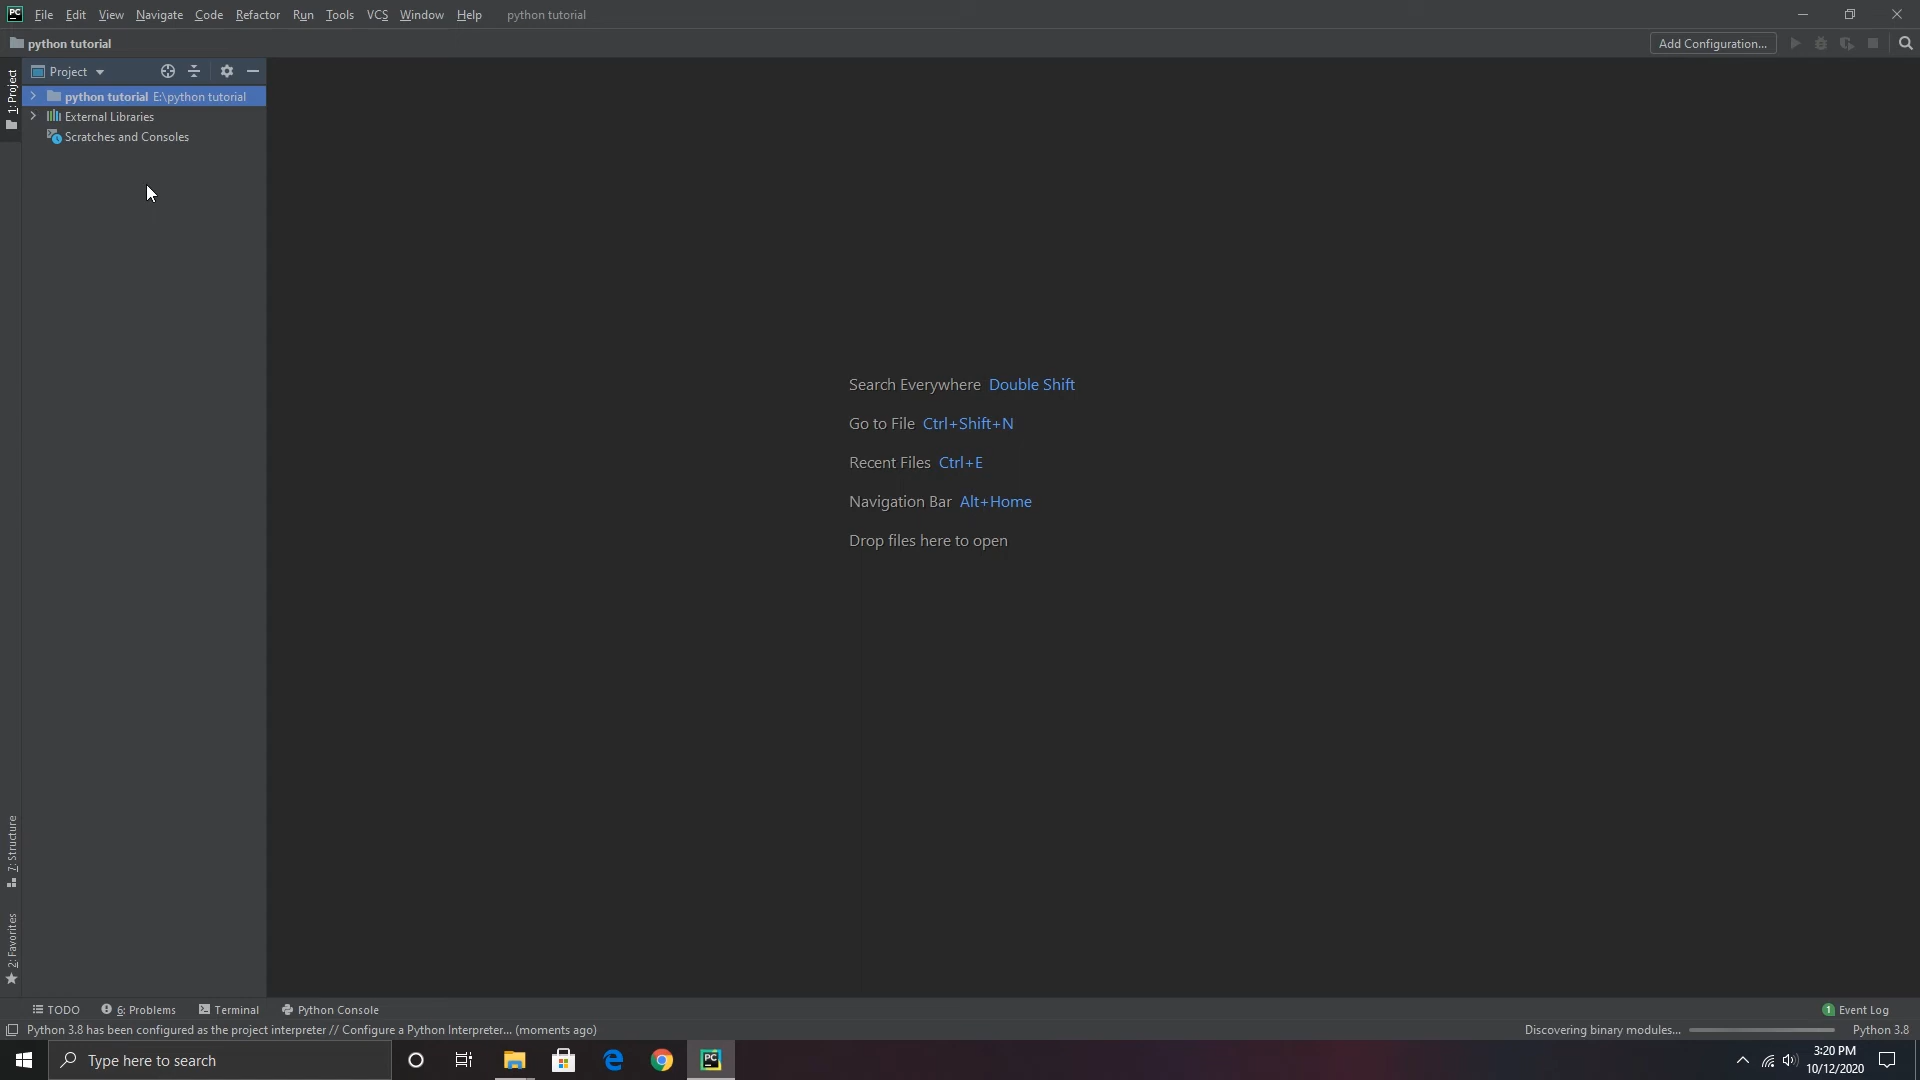 PC File Edit View Navigate Code Refactor Run Tools VCS Window Help python tutorial
python tutorial Add Configuration...
1: Project
Project
python tutorial E:\python tutorial
External Libraries
Scratches and Consoles
Search Everywhere Double Shift
Go to File Ctrl+Shift+N
Recent Files Ctrl+E
Navigation Bar Alt+Home
Drop files here to open
7: Structure
2: Favorites
TODO 6: Problems Terminal Python Console 1 Event Log
Python 3.8 has been configured as the project interpreter // Configure a Python Interpreter... (moments ago) Discovering binary modules... Python 3.8
Type here to search PC 3:20 PM
10/12/2020